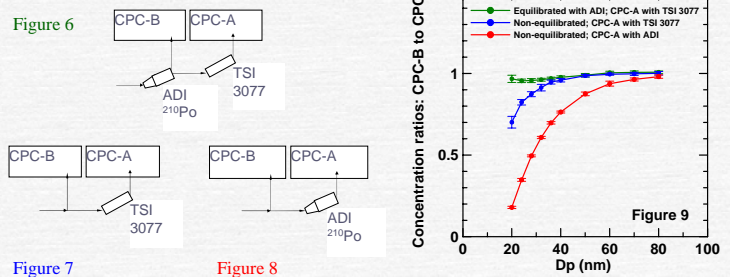 Figure 6
CPC-B
CPC-A
TSI
3077
ADI
²¹⁰Po
CPC-B
CPC-A
TSI
3077
CPC-B
CPC-A
ADI
²¹⁰Po
Figure 7
Figure 8
Equilibrated with ADI; CPC-A with TSI 3077
Non-equilibrated; CPC-A with TSI 3077
Non-equilibrated; CPC-A with ADI
Concentration ratios: CPC-B to CPC
1
0.5
0
Figure 9
0
20
40
60
80
100
Dp (nm)